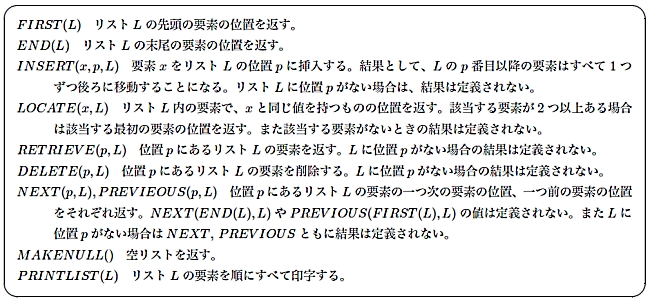 FIRST(L) リスト L の先頭の要素の位置を返す。
END(L) リスト L の末尾の要素の位置を返す。
INSERT(x, p, L) 要素 x をリスト L の位置 p に挿入する。結果として、L の p 番目以降の要素はすべて 1 つ
ずつ後ろに移動することになる。リスト L に位置 p がない場合は、結果は定義されない。
LOCATE(x, L) リスト L 内の要素で、x と同じ値を持つものの位置を返す。該当する要素が 2 つ以上ある場合
は該当する最初の要素の位置を返す。また該当する要素がないときの結果は定義されない。
RETRIEVE(p, L) 位置 p にあるリスト L の要素を返す。L に位置 p がない場合の結果は定義されない。
DELETE(p, L) 位置 p にあるリスト L の要素を削除する。L に位置 p がない場合の結果は定義されない。
NEXT(p, L), PREVIEOUS(p, L) 位置 p にあるリスト L の要素の一つ次の要素の位置、一つ前の要素の位置
をそれぞれ返す。NEXT(END(L), L) や PREVIOUS(FIRST(L), L) の値は定義されない。また L に
位置 p がない場合は NEXT, PREVIOUS ともに結果は定義されない。
MAKENULL() 空リストを返す。
PRINTLIST(L) リスト L の要素を順にすべて印字する。